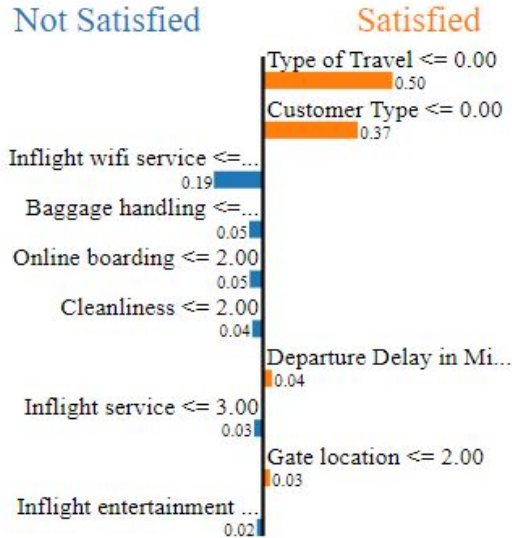 Not Satisfied Satisfied
Type of Travel <= 0.00
0.50
Customer Type <= 0.00
0.37
Inflight wifi service <=...
0.19
Baggage handling <=...
0.05
Online boarding <= 2.00
0.05
Cleanliness <= 2.00
0.04
Departure Delay in Mi...
0.04
Inflight service <= 3.00
0.03
Gate location <= 2.00
0.03
Inflight entertainment ...
0.02